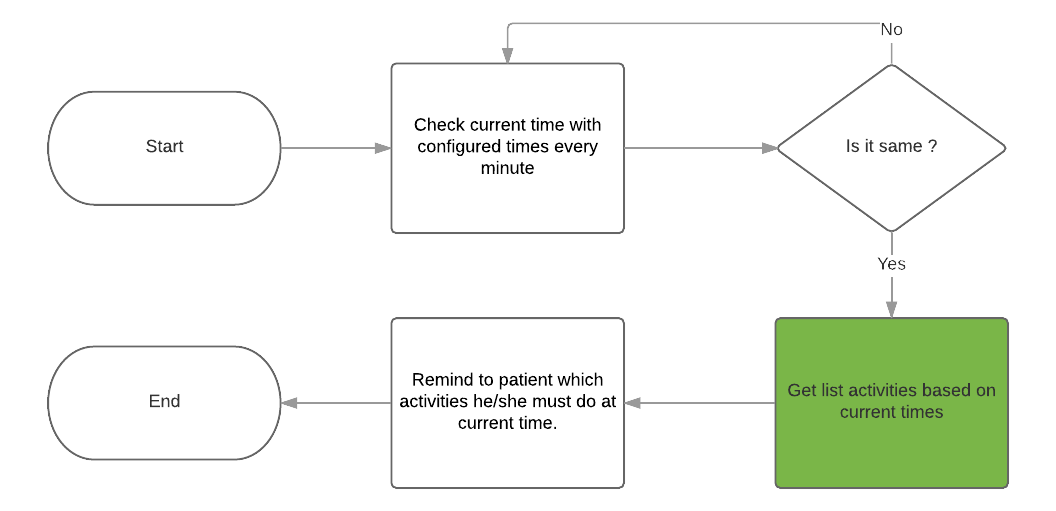 No
Start
Check current time with
configured times every
minute
Is it same ?
Yes
Get list activities based on
current times
Remind to patient which
activities he/she must do at
current time.
End